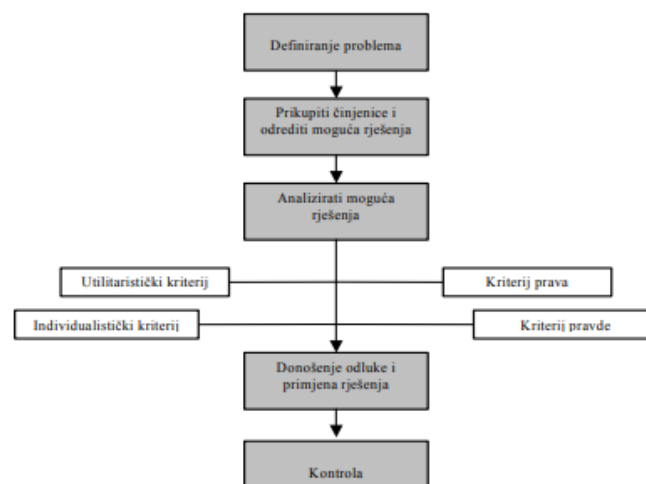 Definiranje problema
Prikupiti činjenice i
odrediti moguća rješenja
Analizirati moguća
rješenja
Utilitaristički kriterij
Kriterij prava
Individualistički kriterij
Kriterij pravde
Donošenje odluke i
primjena rješenja
Kontrola